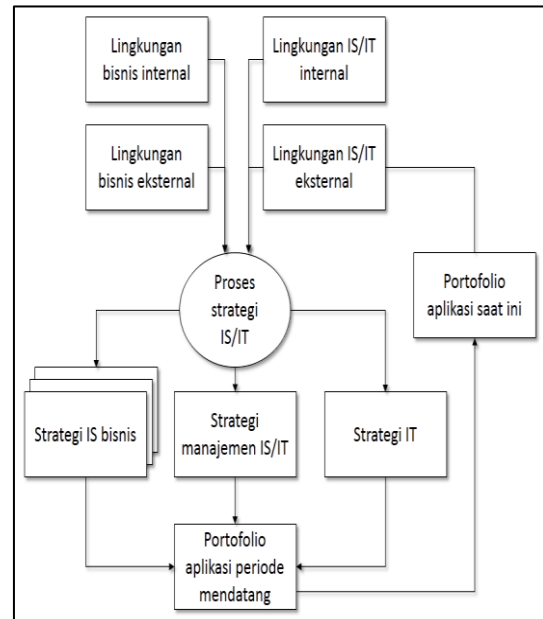 Lingkungan
bisnis internal
Lingkungan IS/IT
internal
Lingkungan
bisnis eksternal
Lingkungan IS/IT
eksternal
Proses
strategi
IS/IT
Portofolio
aplikasi saat ini
Strategi IS bisnis
Strategi
manajemen IS/IT
Strategi IT
Portofolio
aplikasi periode
mendatang